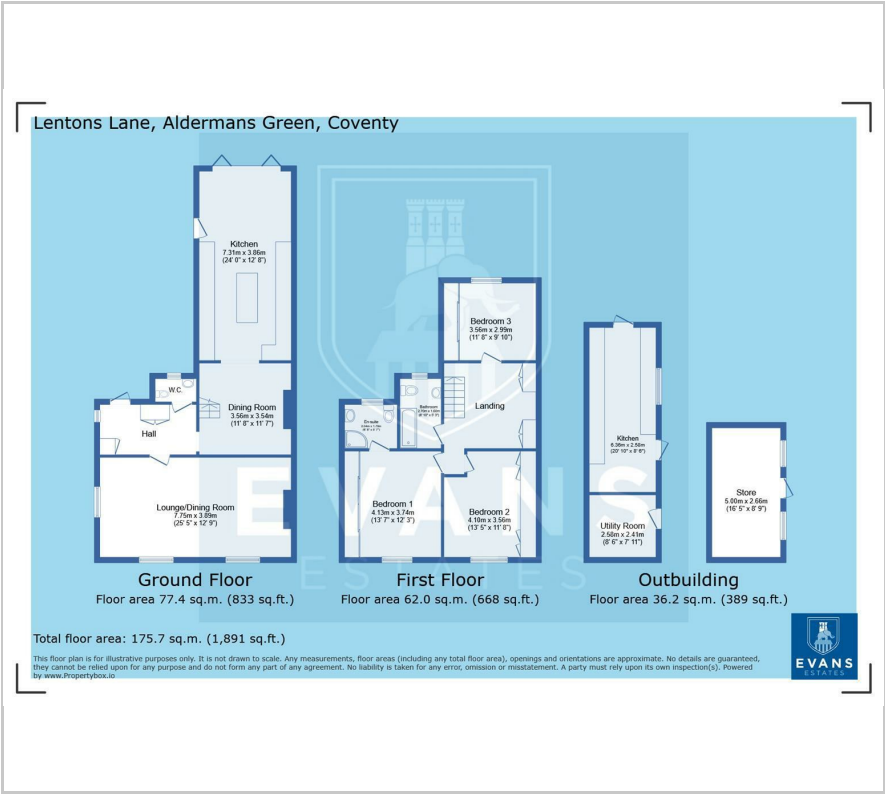 Lentons Lane, Aldermans Green, Coventy
Kitchen
7.31m x 3.86m
(24' 0" x 12' 8")
W.C.
Dining Room
3.56m x 3.54m
(11' 8" x 11' 7")
Hall
Lounge/Dining Room
7.75m x 3.89m
(25' 5" x 12' 9")
Bedroom 3
3.56m x 2.99m
(11' 8" x 9' 10")
Bathroom
Landing
En-suite
Bedroom 1
4.13m x 3.74m
(13' 7" x 12' 3")
Bedroom 2
4.10m x 3.56m
(13' 5" x 11' 8")
Kitchen
6.36m x 2.56m
(20' 10" x 8' 6")
Utility Room
2.58m x 2.41m
(8' 6" x 7' 11")
Store
5.00m x 2.66m
(16' 5" x 8' 9")
EVANS
ESTATES
Ground Floor
Floor area 77.4 sq.m. (833 sq.ft.)
First Floor
Floor area 62.0 sq.m. (668 sq.ft.)
Outbuilding
Floor area 36.2 sq.m. (389 sq.ft.)
Total floor area: 175.7 sq.m. (1,891 sq.ft.)
This floor plan is for illustrative purposes only. It is not drawn to scale. Any measurements, floor areas (including any total floor area), openings and orientations are approximate. No details are guaranteed,
they cannot be relied upon for any purpose and do not form any part of any agreement. No liability is taken for any error, omission or misstatement. A party must rely upon its own inspection(s). Powered
by www.Propertybox.io
EVANS
ESTATES